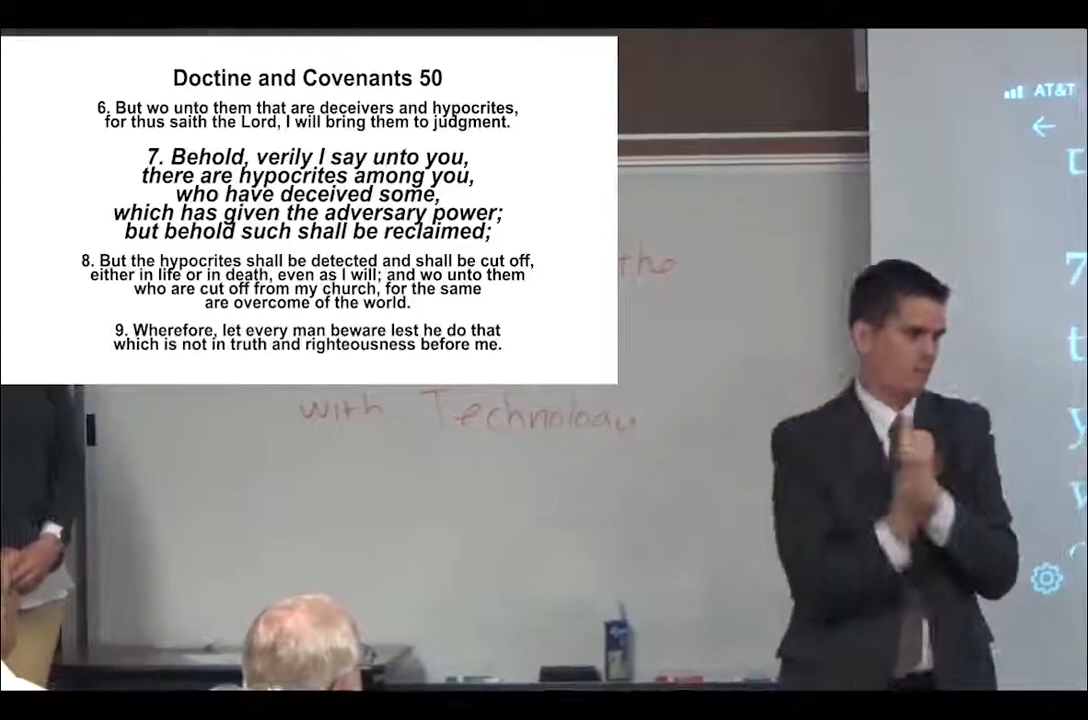 Doctine and Covenants 50
6. But wo unto them that are deceivers and hypocrites,
for thus saith the Lord, I will bring them to judgment.
7. Behold, verily I say unto you,
there are hypocrites among you,
who have deceived some,
which has given the adversary power;
but behold such shall be reclaimed;
8. But the hypocrites shall be detected and shall be cut off,
either in life or in death, even as I will; and wo unto them
who are cut off from my church, for the same
are overcome of the world.
9. Wherefore, let every man beware lest he do that
which is not in truth and righteousness before me.
AT&T
7
t
y
the
with Technology